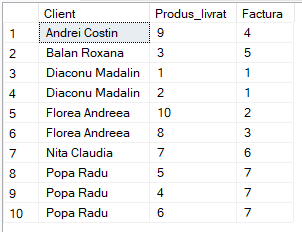 Client Produs_livrat Factura
1 Andrei Costin 9 4
2 Balan Roxana 3 5
3 Diaconu Madalin 1 1
4 Diaconu Madalin 2 1
5 Florea Andreea 10 2
6 Florea Andreea 8 3
7 Nita Claudia 7 6
8 Popa Radu 5 7
9 Popa Radu 4 7
10 Popa Radu 6 7